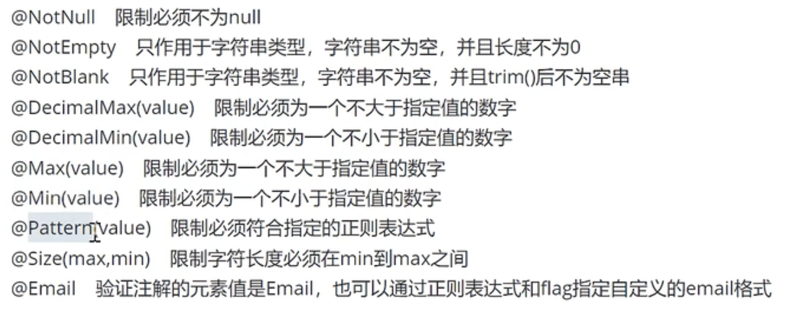 @NotNull 限制必须不为null
@NotEmpty 只作用于字符串类型，字符串不为空，并且长度不为0
@NotBlank 只作用于字符串类型，字符串不为空，并且trim()后不为空串
@DecimalMax(value) 限制必须为一个不大于指定值的数字
@DecimalMin(value) 限制必须为一个不小于指定值的数字
@Max(value) 限制必须为一个不大于指定值的数字
@Min(value) 限制必须为一个不小于指定值的数字
@Pattern(value) 限制必须符合指定的正则表达式
@Size(max,min) 限制字符长度必须在min到max之间
@Email 验证注解的元素值是Email，也可以通过正则表达式和flag指定自定义的email格式